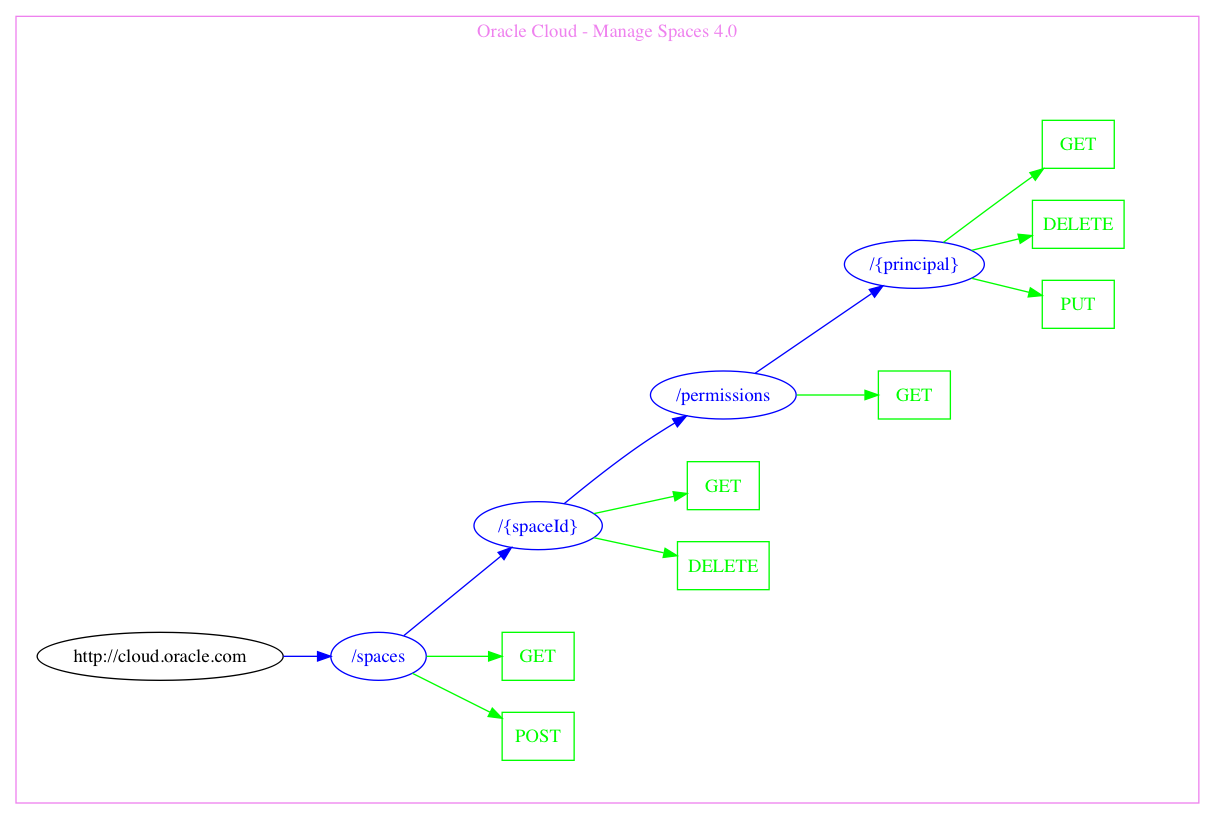 Oracle Cloud - Manage Spaces 4.0
GET
DELETE
/{principal}
PUT
/permissions
GET
GET
/{spaceId}
DELETE
http://cloud.oracle.com
/spaces
GET
POST